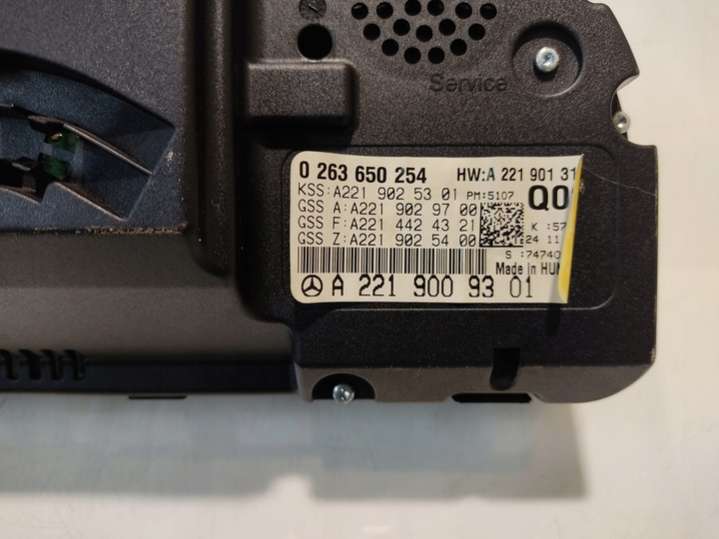 Service
0 263 650 254 HW:A 221 901 31
KSS:A221 902 53 01 PM:5107
GSS A:A221 902 97 00
GSS F:A221 442 43 21
GSS Z:A221 902 54 00
K :57
24 11
S :74740
Made in HUN
A 221 900 93 01